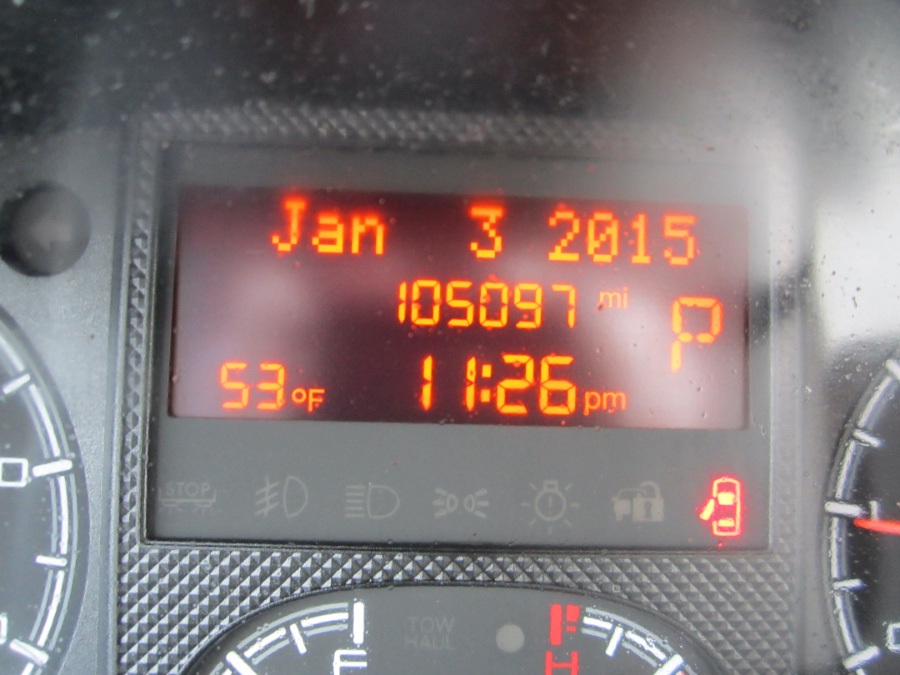 Jan 3 2015
105097 mi
P
53°F 11:26 pm
STOP
TOW
HAUL
F
H